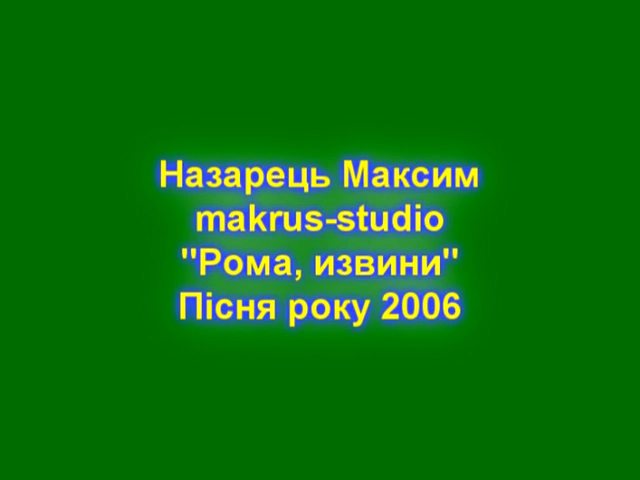 Назарець Максим
makrus-studio
"Рома, извини"
Пісня року 2006